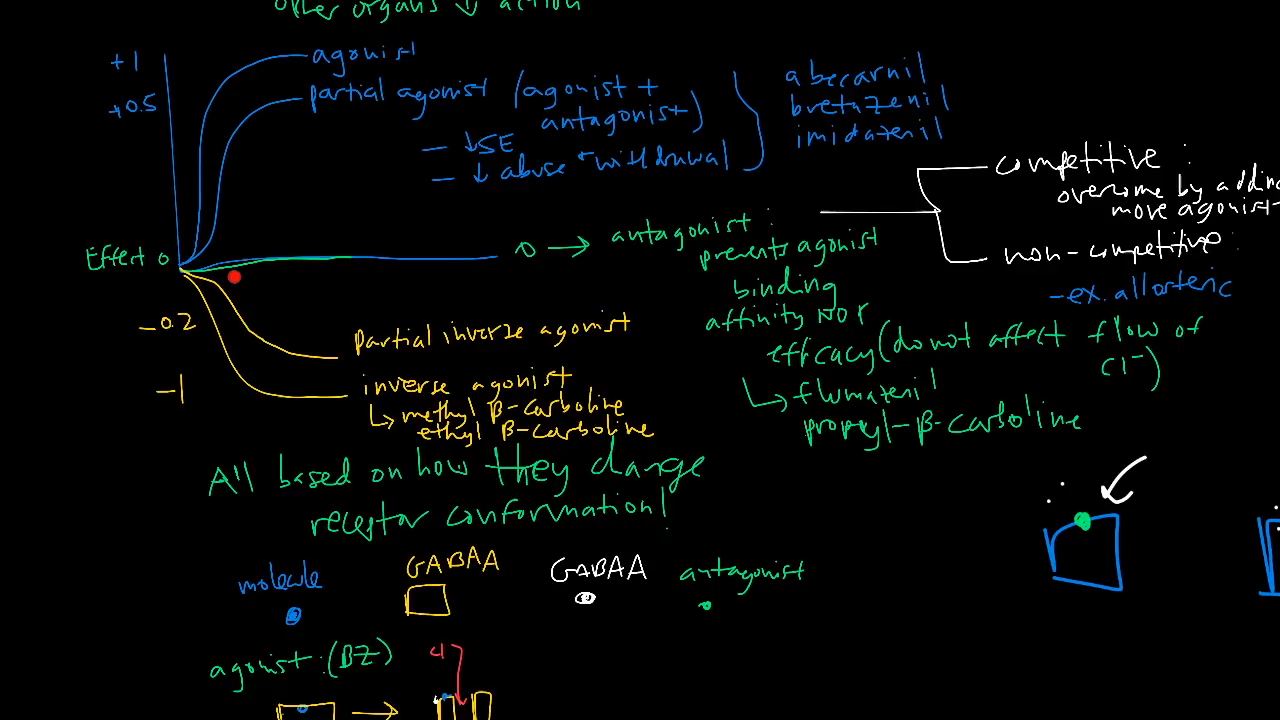 other organs ↓ action
+1
agonist
+0.5
partial agonist (agonist +
antagonist)
– ↓SE
– ↓ abuse + withdrawal
abecarnil
bretazenil
imidazenil
competitive :
overcome by adding
more agonist
non-competitive :
- ex. allosteric
Effect 0
0 → antagonist :
prevents agonist
binding
affinity NOT
efficacy (do not affect flow of
Cl-)
↳ flumazenil
propyl-β-carboline
-0.2
partial inverse agonist
-1
inverse agonist
↳ methyl β-carboline
ethyl β-carboline
All based on how they change
receptor conformation!
molecule
GABAA
GABAA
antagonist
agonist : (BZ)